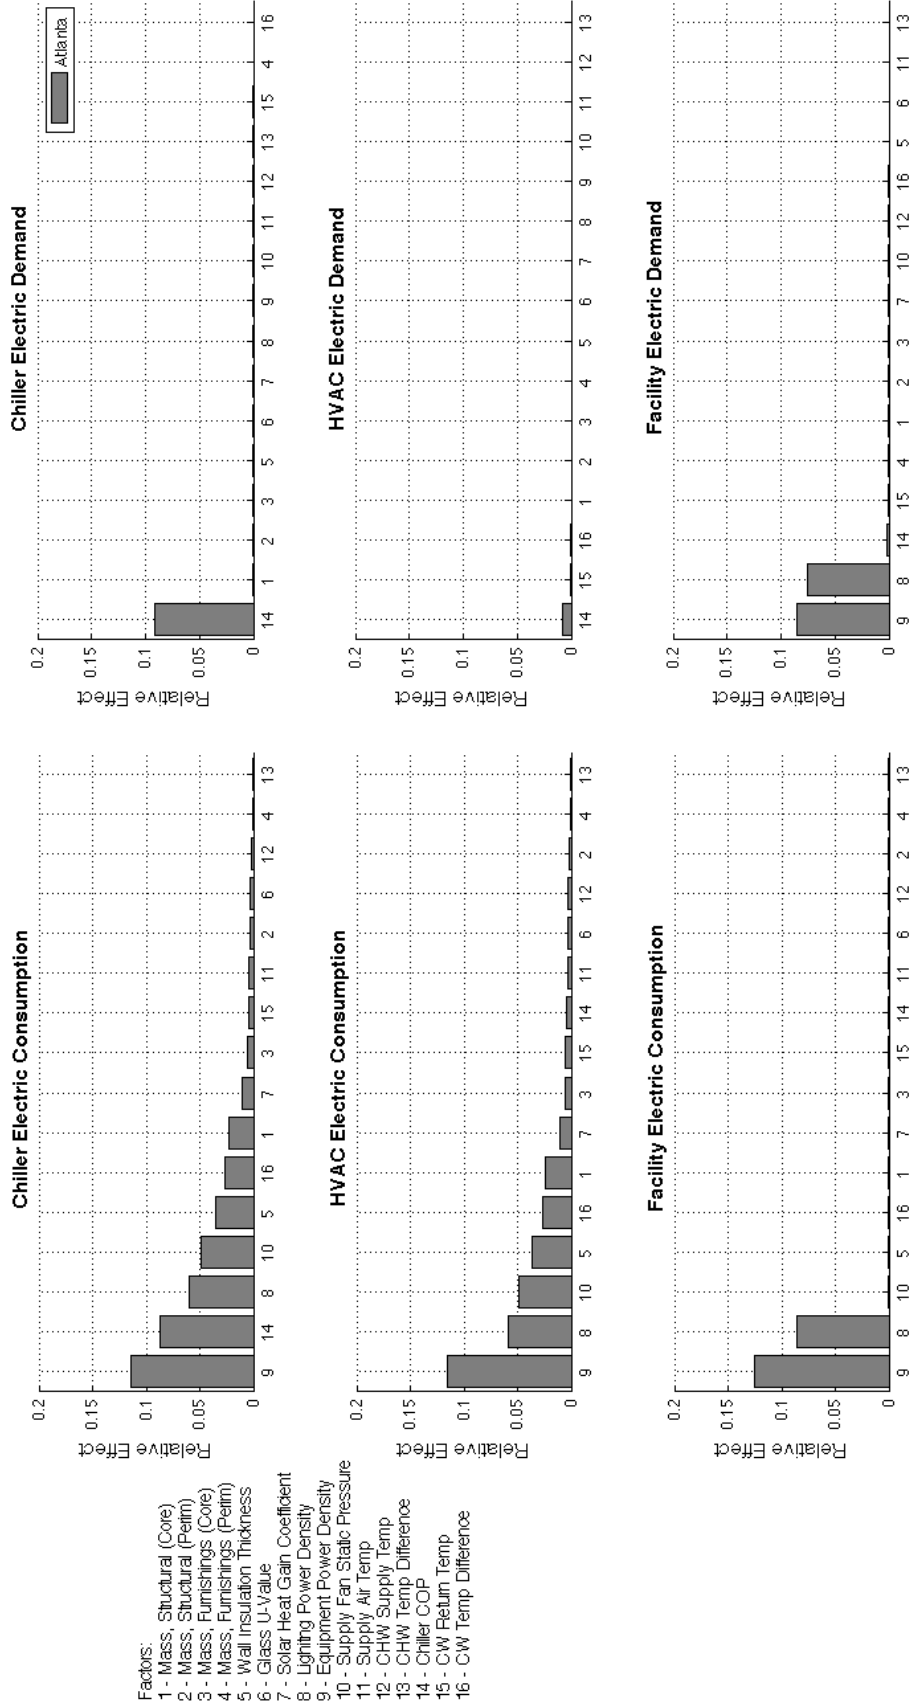 Factors:
1 - Mass, Structural (Core)
2 - Mass, Structural (Perim)
3 - Mass, Furnishings (Core)
4 - Mass, Furnishings (Perim)
5 - Wall Insulation Thickness
6 - Glass U-Value
7 - Solar Heat Gain Coefficient
8 - Lighitng Power Density
9 - Equipment Power Density
10 - Supply Fan Static Pressure
11 - Supply Air Temp
12 - CHW Supply Temp
13 - CHW Temp Difference
14 - Chiller COP
15 - CW Return Temp
16 - CW Temp Difference
Chiller Electric Consumption
Relative Effect
0.2
0.15
0.1
0.05
0
9 14 8 10 5 16 1 7 3 15 11 2 6 12 4 13
Chiller Electric Demand
Atlanta
Relative Effect
0.2
0.15
0.1
0.05
0
14 1 2 3 5 6 7 8 9 10 11 12 13 15 4 16
HVAC Electric Consumption
Relative Effect
0.2
0.15
0.1
0.05
0
9 8 10 5 16 1 7 3 15 14 11 6 12 2 4 13
HVAC Electric Demand
Relative Effect
0.2
0.15
0.1
0.05
0
14 15 16 1 2 3 4 5 6 7 8 9 10 11 12 13
Facility Electric Consumption
Relative Effect
0.2
0.15
0.1
0.05
0
9 8 10 5 16 1 7 3 15 14 11 6 12 2 4 13
Facility Electric Demand
Relative Effect
0.2
0.15
0.1
0.05
0
9 8 14 15 4 1 2 3 7 10 12 16 5 6 11 13